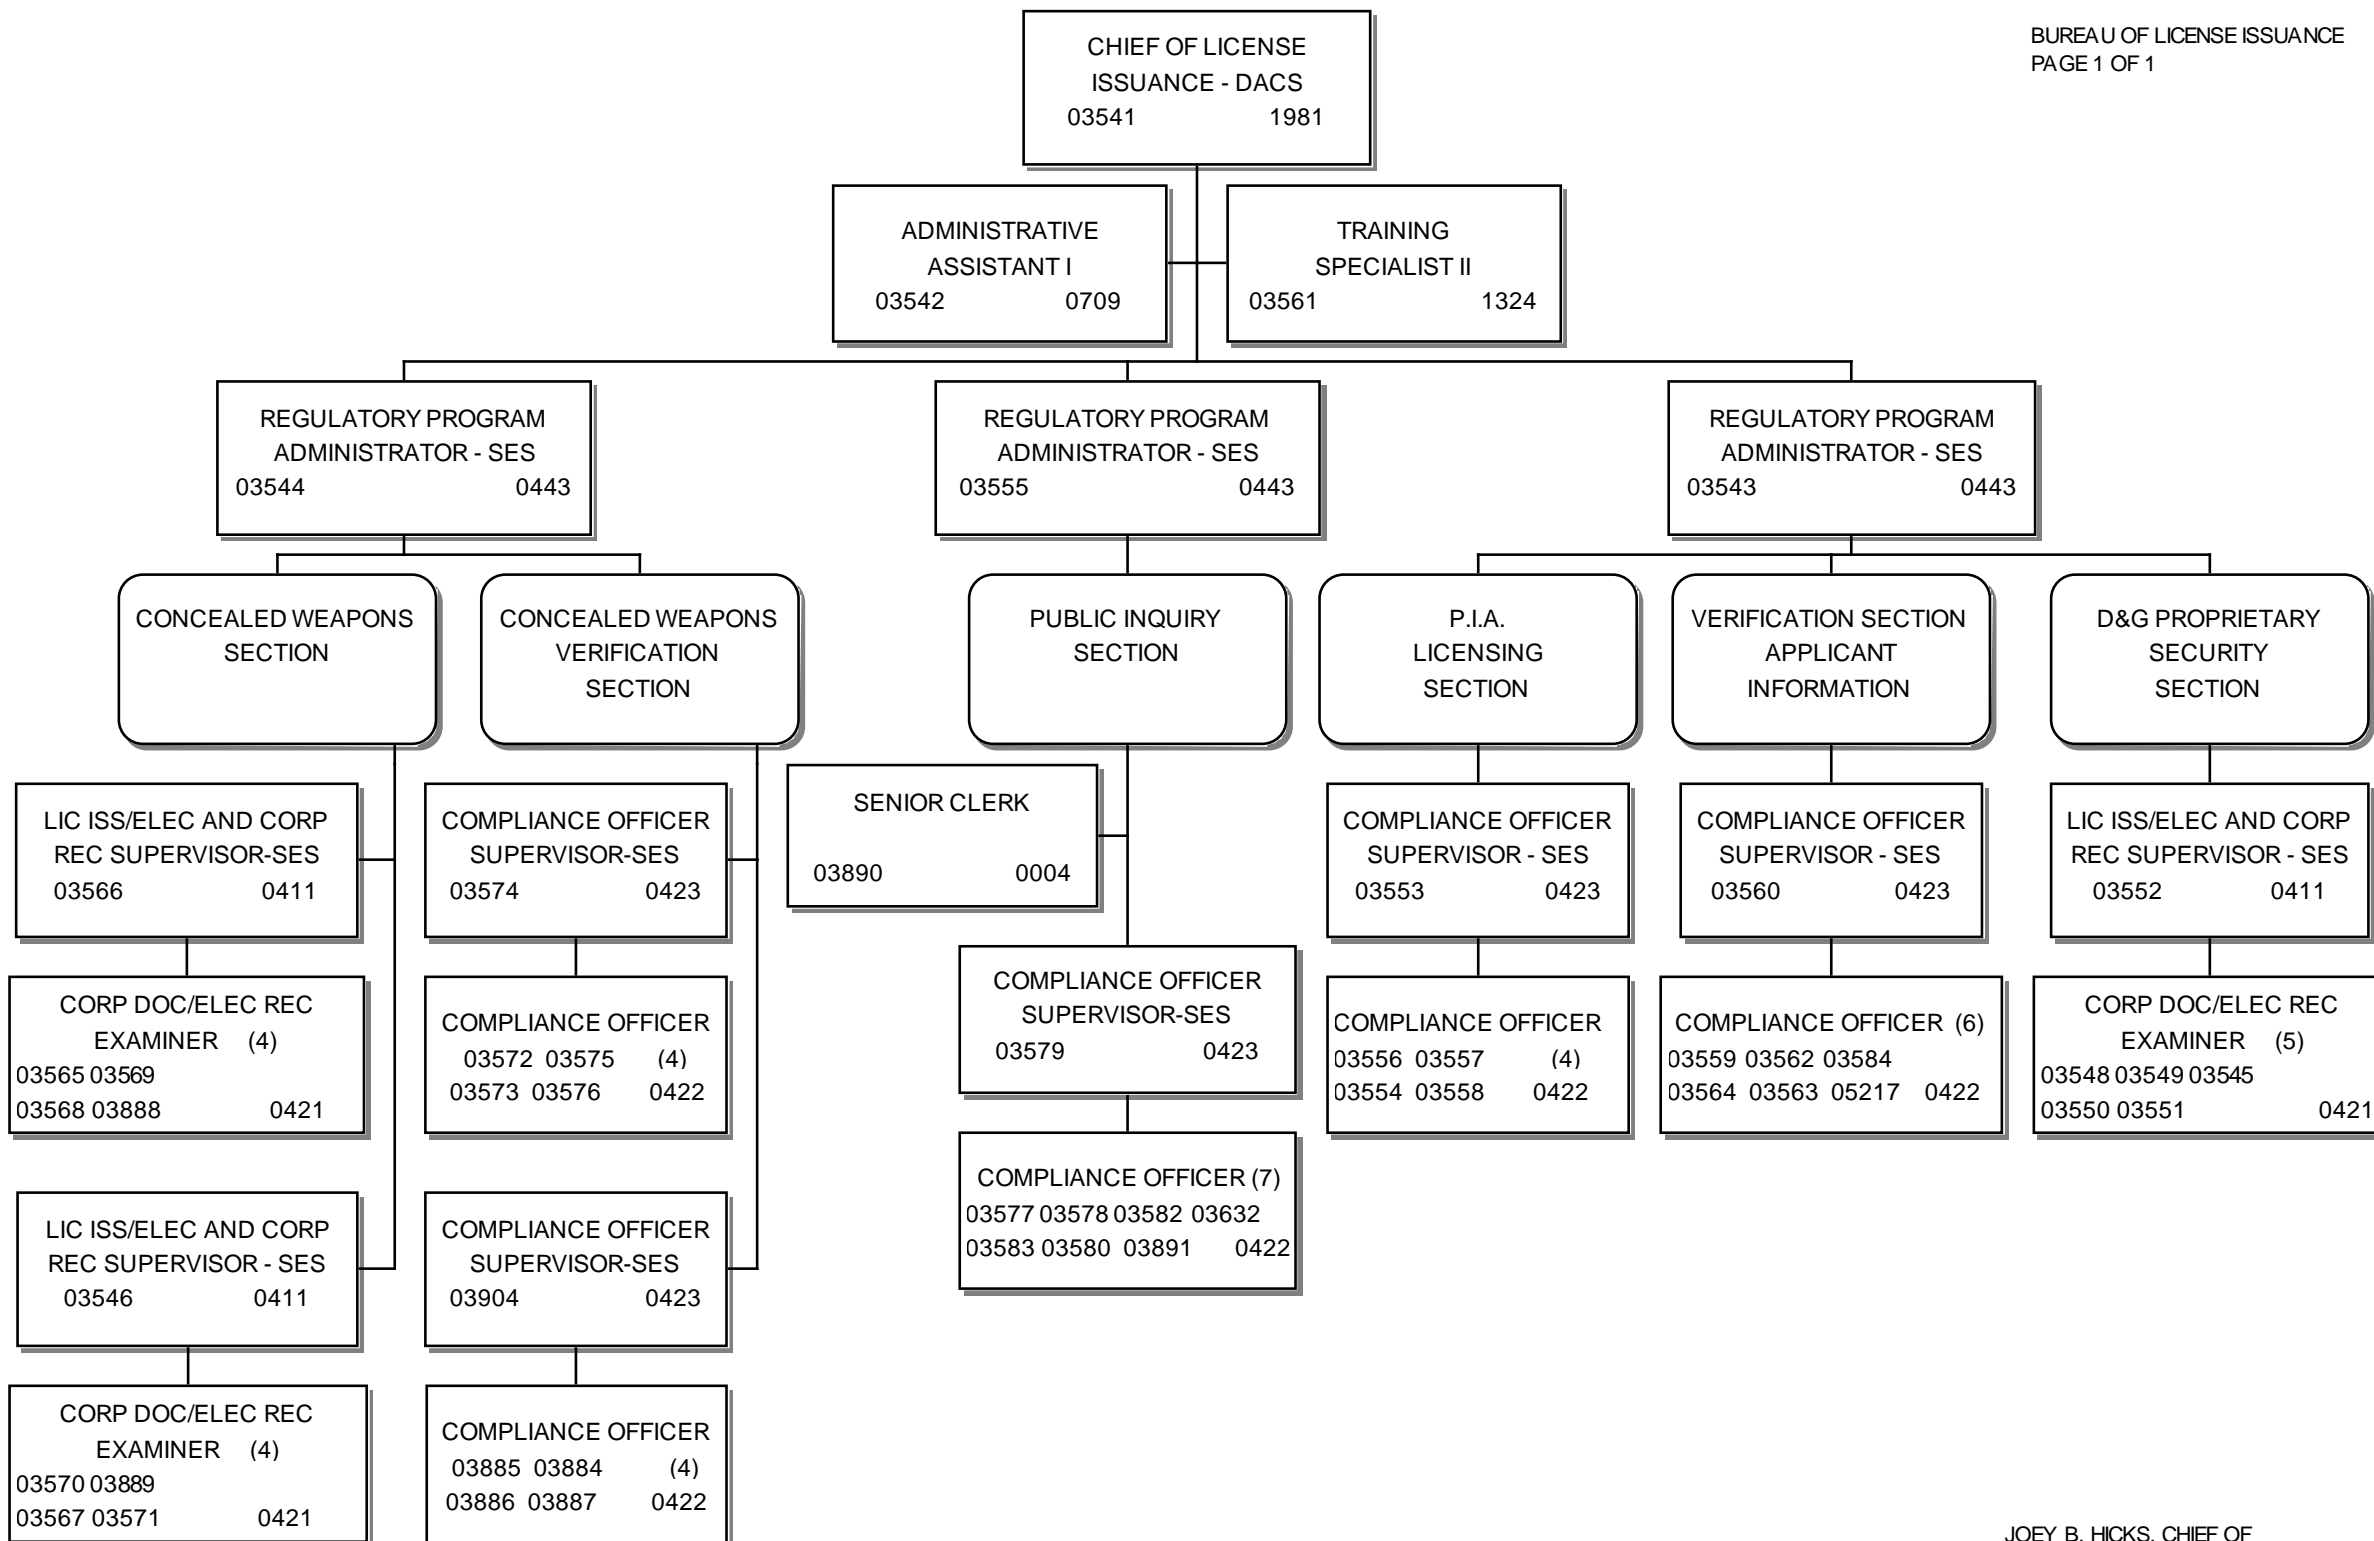 BUREAU OF LICENSE ISSUANCE
PAGE 1 OF 1
CHIEF OF LICENSE
ISSUANCE - DACS
03541 1981
ADMINISTRATIVE
ASSISTANT I
03542 0709
TRAINING
SPECIALIST II
03561 1324
REGULATORY PROGRAM
ADMINISTRATOR - SES
03544 0443
REGULATORY PROGRAM
ADMINISTRATOR - SES
03555 0443
REGULATORY PROGRAM
ADMINISTRATOR - SES
03543 0443
CONCEALED WEAPONS
SECTION
CONCEALED WEAPONS
VERIFICATION
SECTION
PUBLIC INQUIRY
SECTION
P.I.A.
LICENSING
SECTION
VERIFICATION SECTION
APPLICANT
INFORMATION
D&G PROPRIETARY
SECURITY
SECTION
LIC ISS/ELEC AND CORP
REC SUPERVISOR-SES
03566 0411
COMPLIANCE OFFICER
SUPERVISOR-SES
03574 0423
SENIOR CLERK
03890 0004
COMPLIANCE OFFICER
SUPERVISOR - SES
03553 0423
COMPLIANCE OFFICER
SUPERVISOR - SES
03560 0423
LIC ISS/ELEC AND CORP
REC SUPERVISOR - SES
03552 0411
CORP DOC/ELEC REC
EXAMINER (4)
03565 03569
03568 03888 0421
COMPLIANCE OFFICER
03572 03575 (4)
03573 03576 0422
COMPLIANCE OFFICER
SUPERVISOR-SES
03579 0423
COMPLIANCE OFFICER
03556 03557 (4)
03554 03558 0422
COMPLIANCE OFFICER (6)
03559 03562 03584
03564 03563 05217 0422
CORP DOC/ELEC REC
EXAMINER (5)
03548 03549 03545
03550 03551 0421
COMPLIANCE OFFICER (7)
03577 03578 03582 03632
03583 03580 03891 0422
LIC ISS/ELEC AND CORP
REC SUPERVISOR - SES
03546 0411
COMPLIANCE OFFICER
SUPERVISOR-SES
03904 0423
CORP DOC/ELEC REC
EXAMINER (4)
03570 03889
03567 03571 0421
COMPLIANCE OFFICER
03885 03884 (4)
03886 03887 0422
JOEY B. HICKS, CHIEF OF